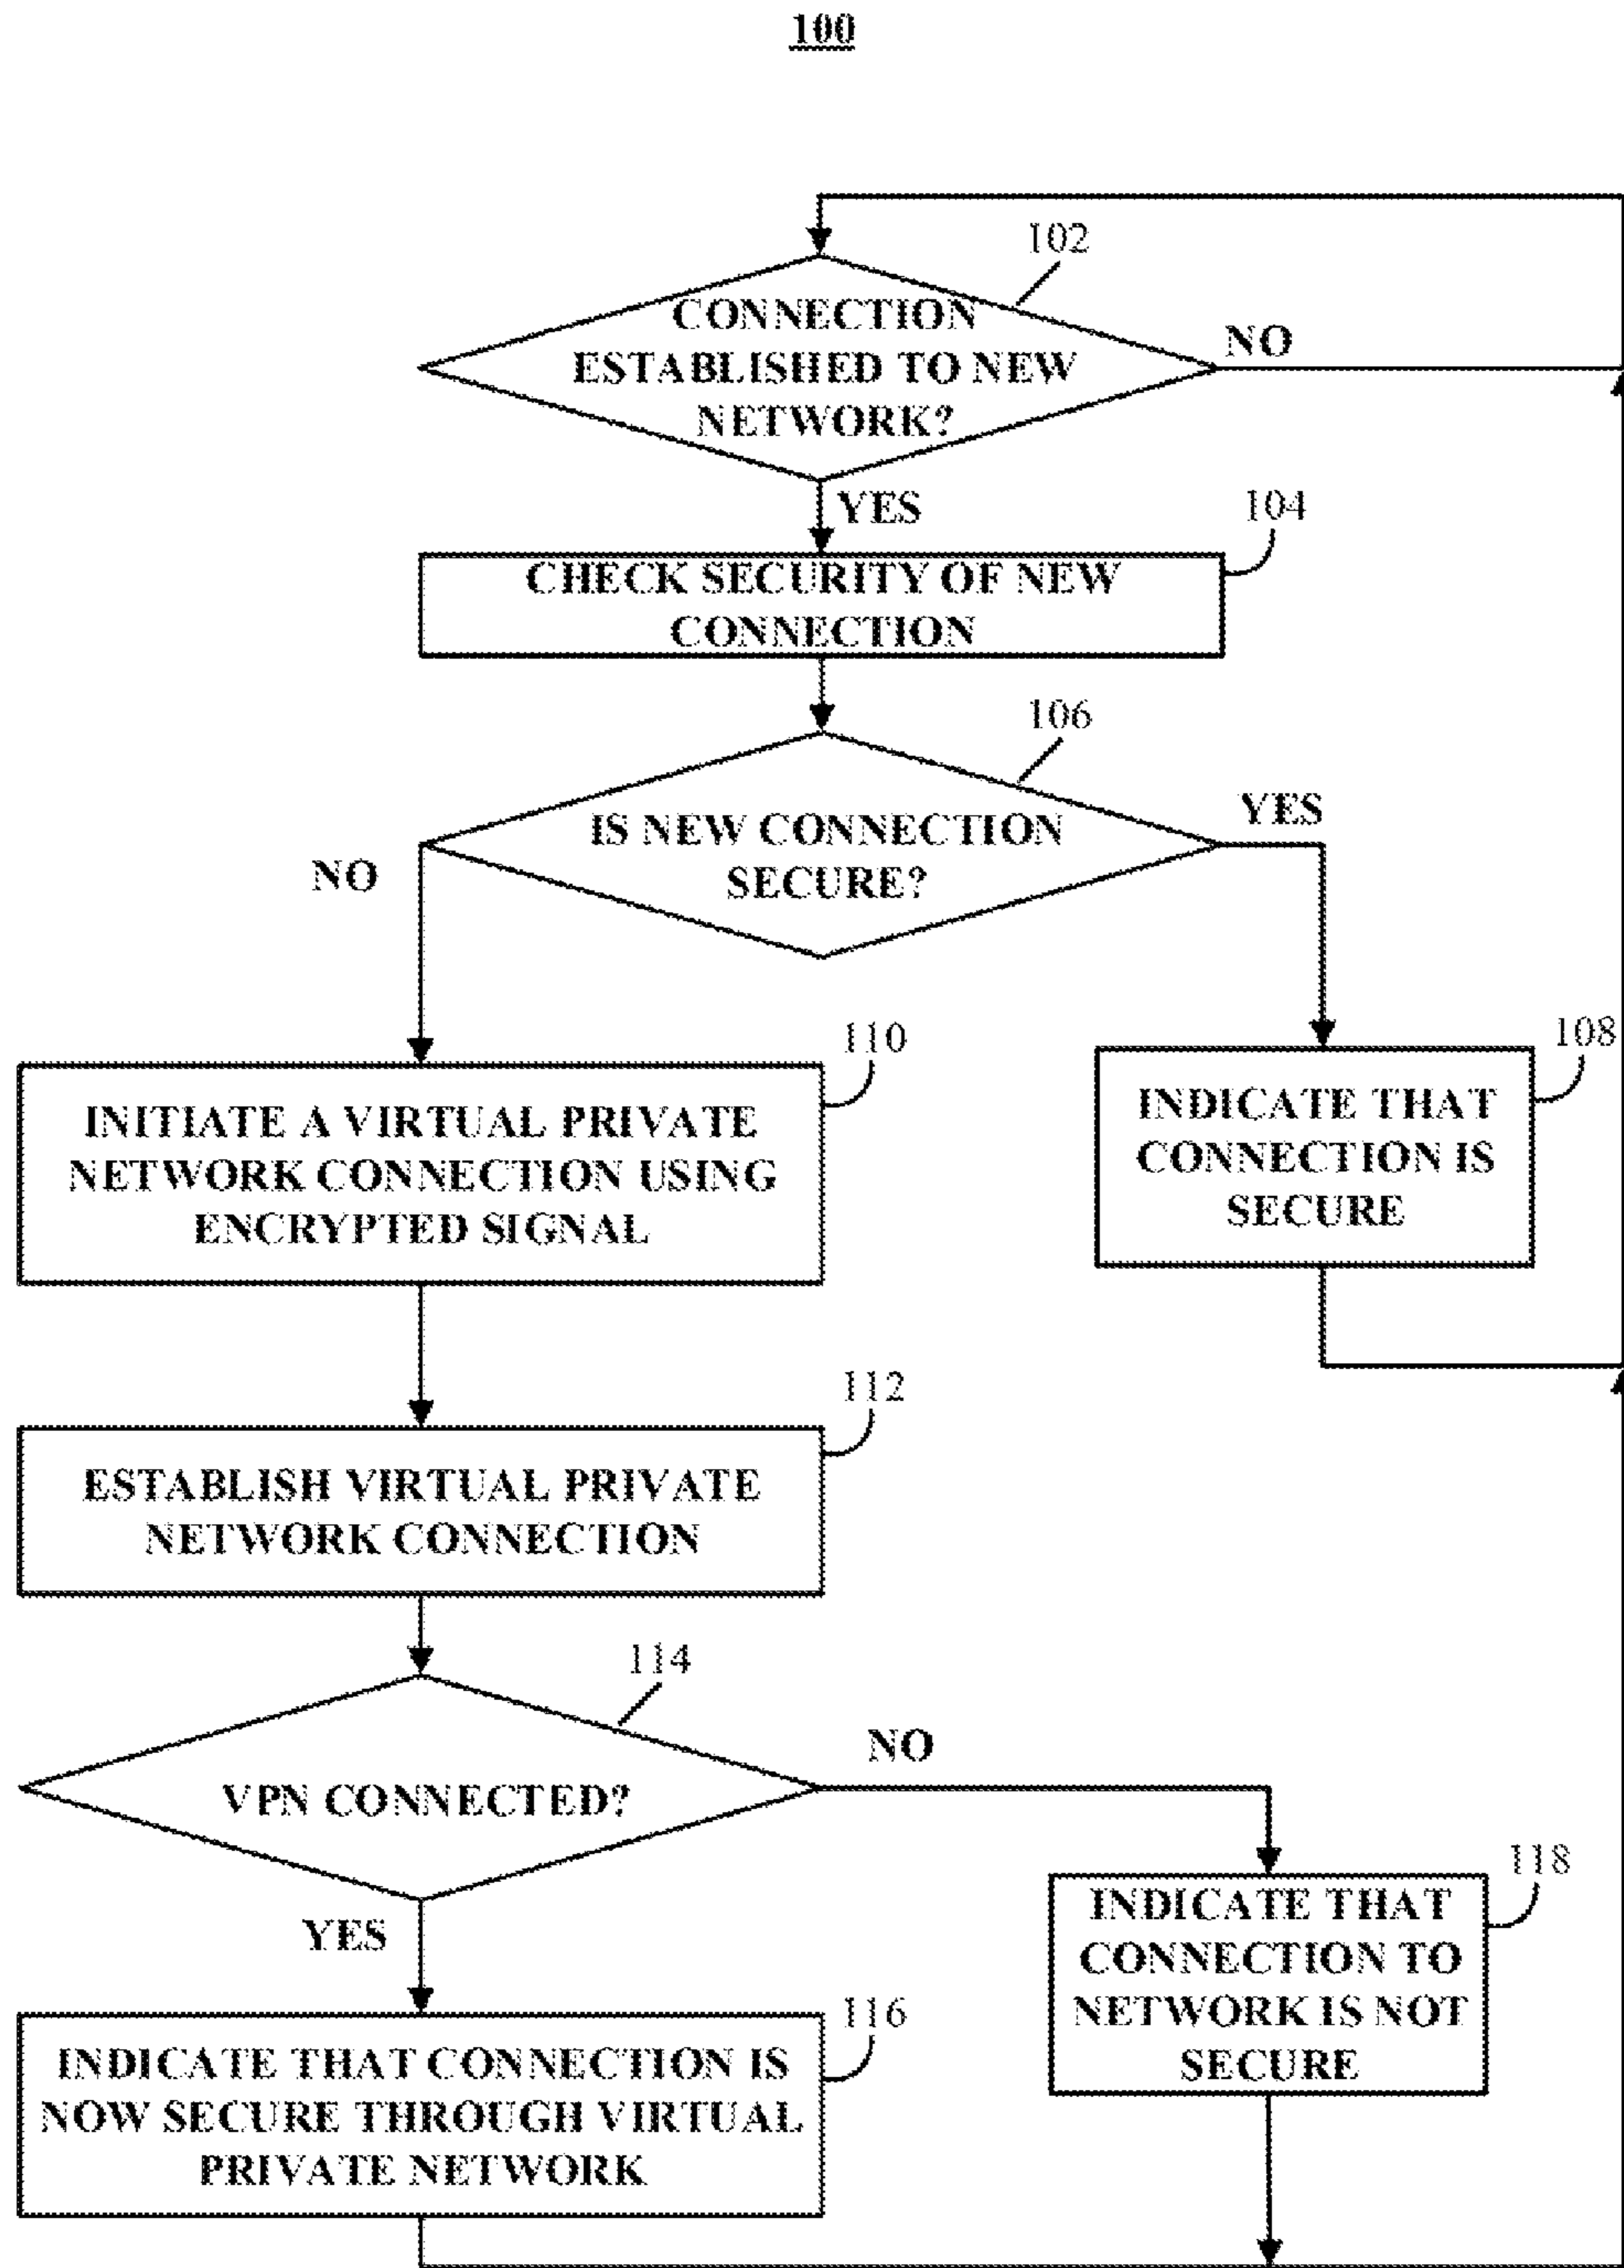 100
102
CONNECTION
ESTABLISHED TO NEW
NETWORK?
NO
YES
104
CHECK SECURITY OF NEW
CONNECTION
106
IS NEW CONNECTION
SECURE?
YES
NO
110
INITIATE A VIRTUAL PRIVATE
NETWORK CONNECTION USING
ENCRYPTED SIGNAL
108
INDICATE THAT
CONNECTION IS
SECURE
112
ESTABLISH VIRTUAL PRIVATE
NETWORK CONNECTION
114
VPN CONNECTED?
NO
YES
118
INDICATE THAT
CONNECTION TO
NETWORK IS NOT
SECURE
116
INDICATE THAT CONNECTION IS
NOW SECURE THROUGH VIRTUAL
PRIVATE NETWORK